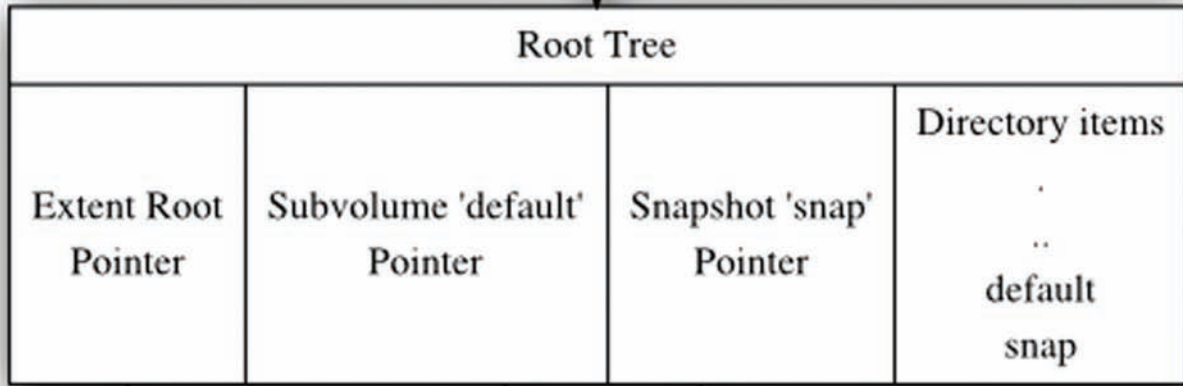 Root Tree
Extent Root
Pointer
Subvolume 'default'
Pointer
Snapshot 'snap'
Pointer
Directory items
.
..
default
snap